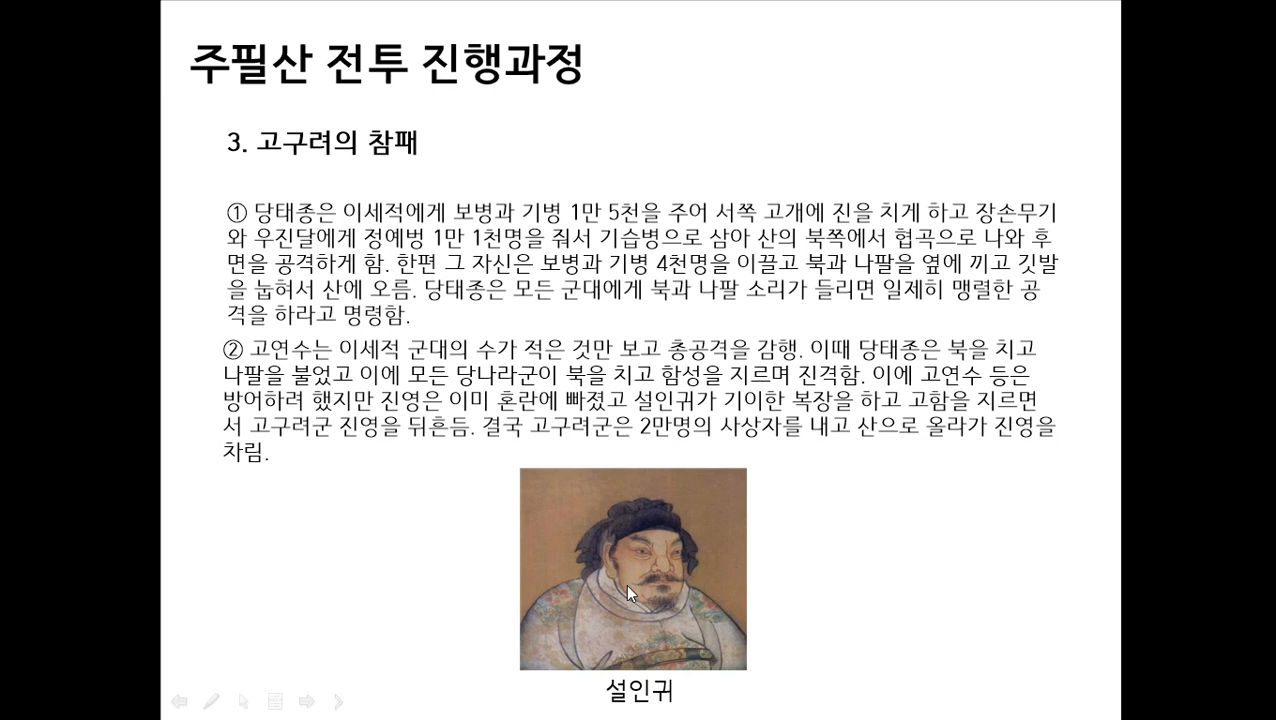 주필산 전투 진행과정
3. 고구려의 참패
① 당태종은 이세적에게 보병과 기병 1만 5천을 주어 서쪽 고개에 진을 치게 하고 장손무기
와 우진달에게 정예벙 1만 1천명을 줘서 기습병으로 삼아 산의 북쪽에서 협곡으로 나와 후
면을 공격하게 함. 한편 그 자신은 보병과 기병 4천명을 이끌고 북과 나팔을 옆에 끼고 깃발
을 눕혀서 산에 오름. 당태종은 모든 군대에게 북과 나팔 소리가 들리면 일제히 맹렬한 공
격을 하라고 명령함.
② 고연수는 이세적 군대의 수가 적은 것만 보고 총공격을 감행. 이때 당태종은 북을 치고
나팔을 불었고 이에 모든 당나라군이 북을 치고 함성을 지르며 진격함. 이에 고연수 등은
방어하려 했지만 진영은 이미 혼란에 빠졌고 설인귀가 기이한 복장을 하고 고함을 지르면
서 고구려군 진영을 뒤흔듬. 결국 고구려군은 2만명의 사상자를 내고 산으로 올라가 진영을
차림.
설인귀